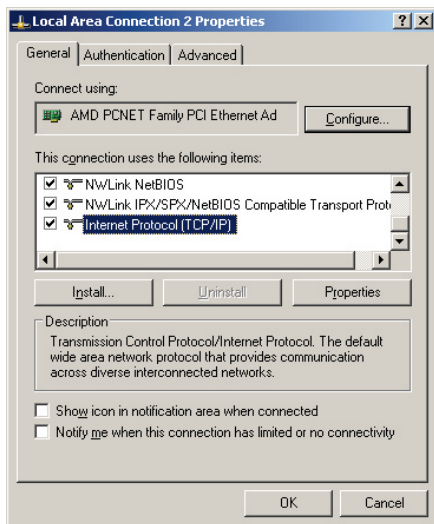 Local Area Connection 2 Properties
General Authentication Advanced
Connect using:
AMD PCNET Family PCI Ethernet Ad Configure...
This connection uses the following items:
NWLink NetBIOS
NWLink IPX/SPX/NetBIOS Compatible Transport Prot
Internet Protocol (TCP/IP)
Install... Uninstall Properties
Description
Transmission Control Protocol/Internet Protocol. The default
wide area network protocol that provides communication
across diverse interconnected networks.
Show icon in notification area when connected
Notify me when this connection has limited or no connectivity
OK Cancel